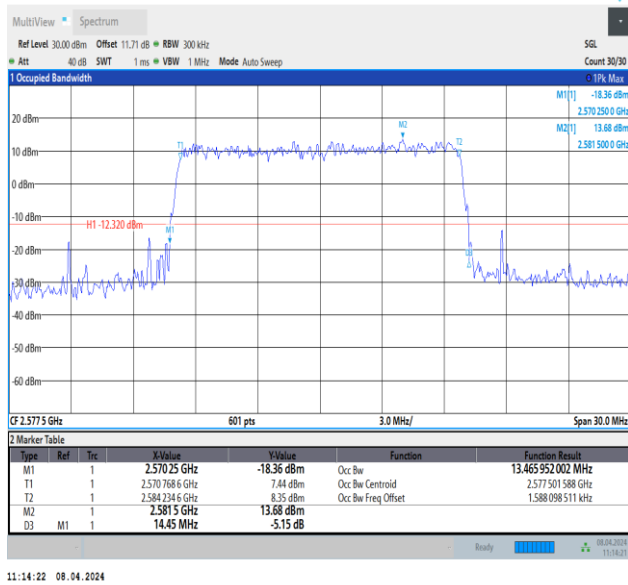 MultiView Spectrum
Ref Level 30.00 dBm Offset 11.71 dB RBW 300 kHz SGL
Att 40 dB SWT 1 ms VBW 1 MHz Mode Auto Sweep Count 30/30
1 Occupied Bandwidth 1Pk Max
M1[1] -18.36 dBm
2.570 250 0 GHz
M2[1] 13.68 dBm
2.581 500 0 GHz
20 dBm
M2
T1 T2
10 dBm
0 dBm
-10 dBm
H1 -12.320 dBm
M1
-20 dBm
-30 dBm
-40 dBm
-50 dBm
-60 dBm
CF 2.577 5 GHz 601 pts 3.0 MHz/ Span 30.0 MHz
2 Marker Table
Type Ref Trc X-Value Y-Value Function Function Result
M1 1 2.570 25 GHz -18.36 dBm Occ Bw 13.465 952 002 MHz
T1 1 2.570 768 6 GHz 7.44 dBm Occ Bw Centroid 2.577 501 588 GHz
T2 1 2.584 234 6 GHz 8.35 dBm Occ Bw Freq Offset 1.588 098 511 kHz
M2 1 2.581 5 GHz 13.68 dBm
D3 M1 1 14.45 MHz -5.15 dB
Ready 08.04.2024
11:14:21
11:14:22 08.04.2024